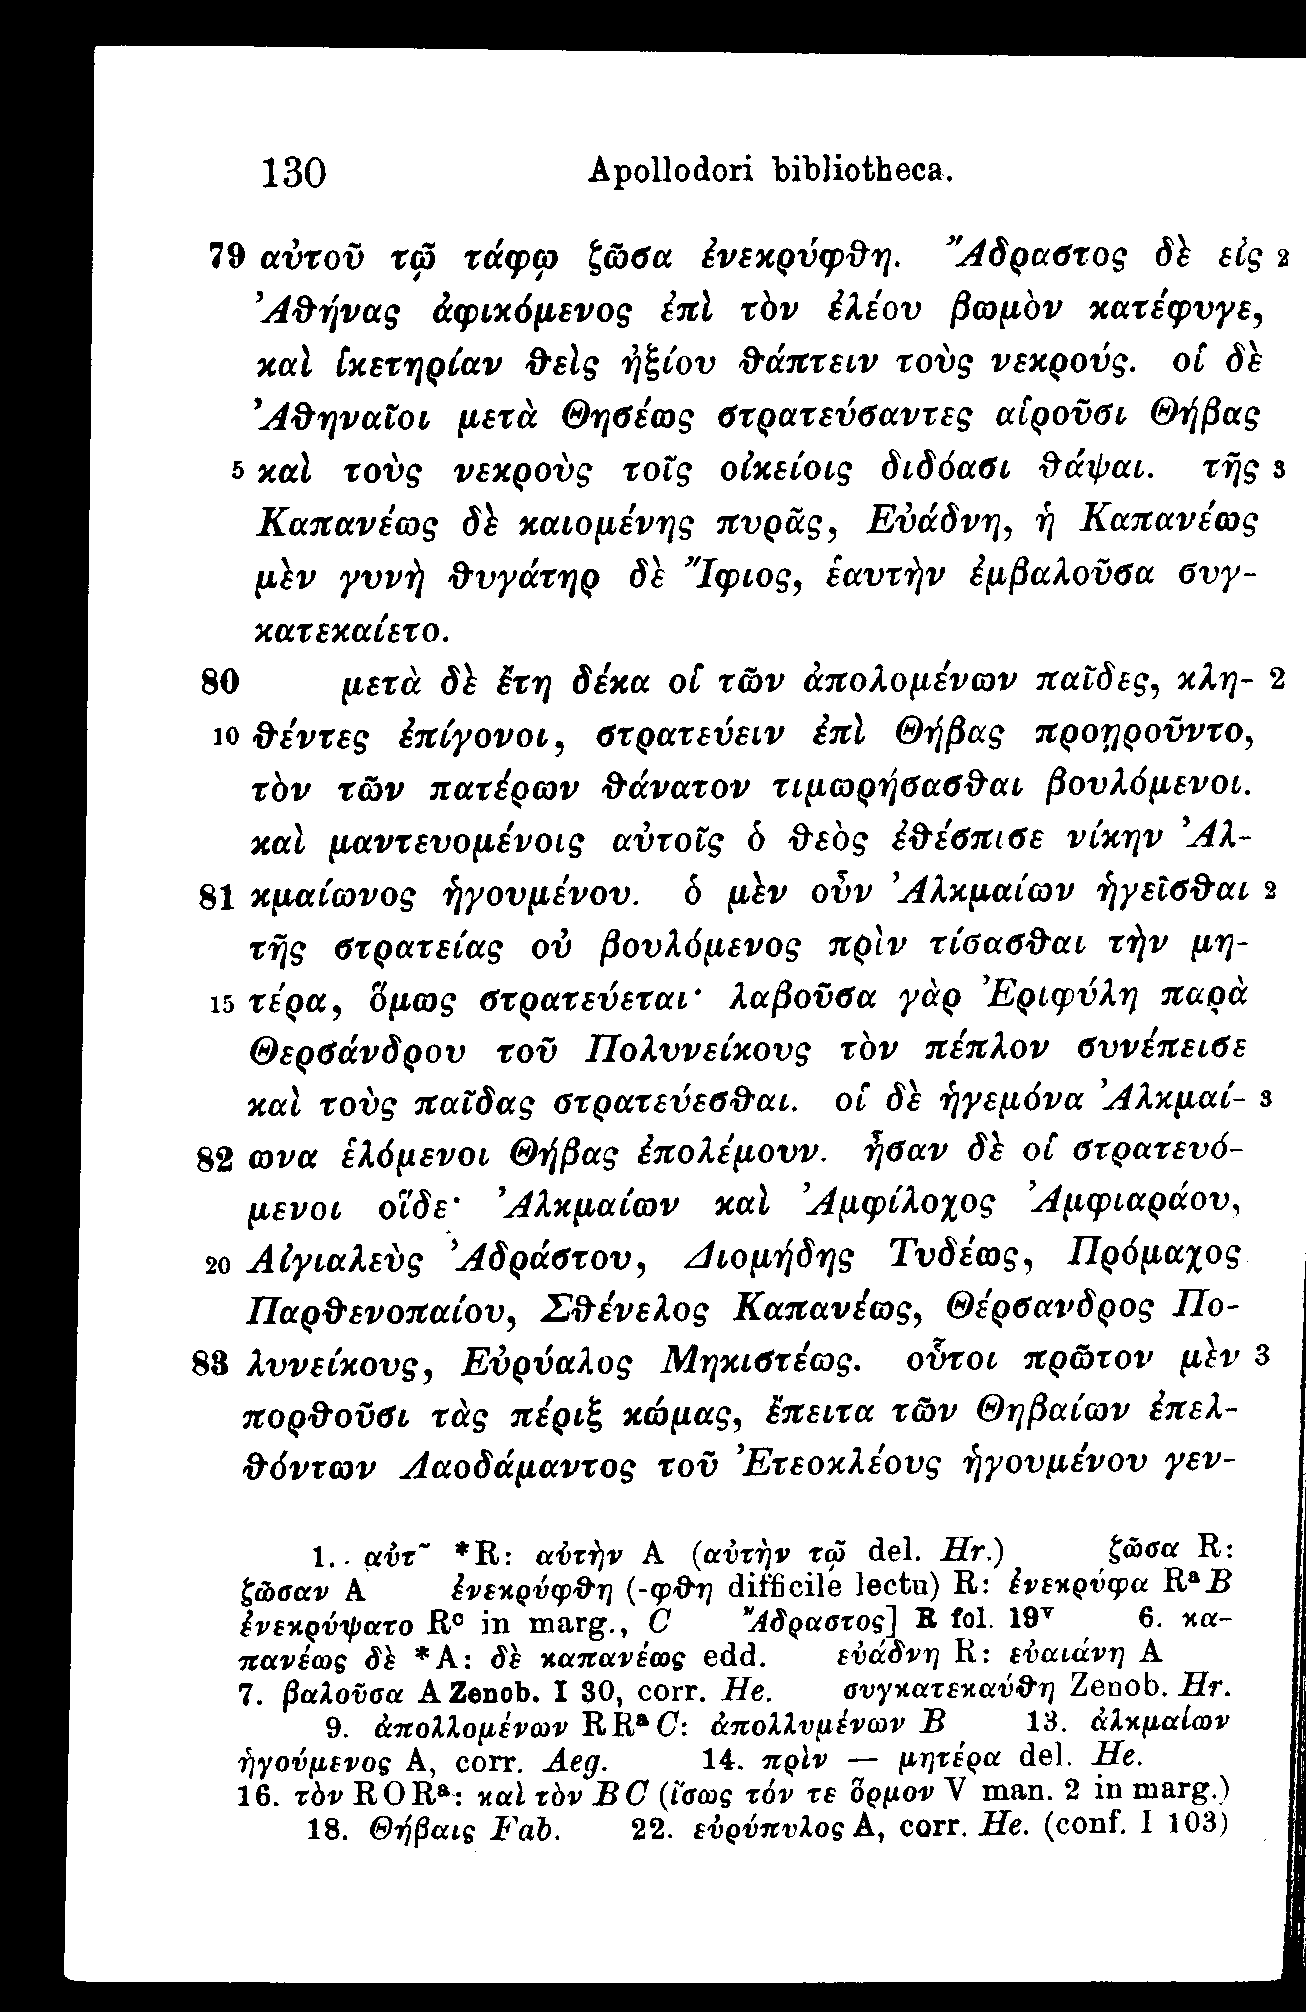 130 Apollodori bibliotheca.
79 αὐτοῦ τῷ τάφῳ ζῶσα ἐνεκρύφθη. Ἄδραστος δὲ εἰς 2
Ἀθήνας ἀφικόμενος ἐπὶ τὸν ἐλέου βωμὸν κατέφυγε,
καὶ ἱκετηρίαν θεὶς ἠξίου θάπτειν τοὺς νεκρούς. οἱ δὲ
Ἀθηναῖοι μετὰ Θησέως στρατεύσαντες αἱροῦσι Θήβας
5 καὶ τοὺς νεκροὺς τοῖς οἰκείοις διδόασι θάψαι. τῆς 3
Καπανέως δὲ καιομένης πυρᾶς, Εὐάδνη, ἡ Καπανέως
μὲν γυνὴ θυγάτηρ δὲ Ἴφιος, ἑαυτὴν ἐμβαλοῦσα συγ-
κατεκαίετο.
80 μετὰ δὲ ἔτη δέκα οἱ τῶν ἀπολομένων παῖδες, κλη- 2
10 θέντες ἐπίγονοι, στρατεύειν ἐπὶ Θήβας προῃροῦντο,
τὸν τῶν πατέρων θάνατον τιμωρήσασθαι βουλόμενοι.
καὶ μαντευομένοις αὐτοῖς ὁ θεὸς ἐθέσπισε νίκην Ἀλ-
81 κμαίωνος ἡγουμένου. ὁ μὲν οὖν Ἀλκμαίων ἡγεῖσθαι 2
τῆς στρατείας οὐ βουλόμενος πρὶν τίσασθαι τὴν μη-
15 τέρα, ὅμως στρατεύεται· λαβοῦσα γὰρ Ἐριφύλη παρὰ
Θερσάνδρου τοῦ Πολυνείκους τὸν πέπλον συνέπεισε
καὶ τοὺς παῖδας στρατεύεσθαι. οἱ δὲ ἡγεμόνα Ἀλκμαί- 3
82 ωνα ἑλόμενοι Θήβας ἐπολέμουν. ἦσαν δὲ οἱ στρατευό-
μενοι οἵδε· Ἀλκμαίων καὶ Ἀμφίλοχος Ἀμφιαράου,
20 Αἰγιαλεὺς Ἀδράστου, Διομήδης Τυδέως, Πρόμαχος
Παρθενοπαίου, Σθένελος Καπανέως, Θέρσανδρος Πο-
83 λυνείκους, Εὐρύαλος Μηκιστέως. οὗτοι πρῶτον μὲν 3
πορθοῦσι τὰς πέριξ κώμας, ἔπειτα τῶν Θηβαίων ἐπελ-
θόντων Λαοδάμαντος τοῦ Ἐτεοκλέους ἡγουμένου γεν-
1. αὐτ~ *R: αὐτὴν A (αὐτὴν τῷ del. Hr.) ζῶσα R:
ζῶσαν A ἐνεκρύφθη (-φθη difficile lectu) R: ἐνεκρύφα Rᵃ B
ἐνεκρύψατο Rᶜ in marg., C Ἄδραστος] R fol. 19ᵛ 6. κα-
πανέως δὲ *A: δὲ καπανέως edd. εὐάδνη R: εὐαιάνη A
7. βαλοῦσα A Zenob. I 30, corr. He. συγκατεκαύθη Zenob. Hr.
9. ἀπολλομένων R Rᵃ C: ἀπολλυμένων B 13. ἀλκμαίων
ἡγούμενος A, corr. Aeg. 14. πρὶν — μητέρα del. He.
16. τὸν R O Rᵃ: καὶ τὸν B C (ἴσως τόν τε ὅρμον V man. 2 in marg.)
18. Θήβαις Fab. 22. εὐρύπυλος A, corr. He. (conf. I 103)